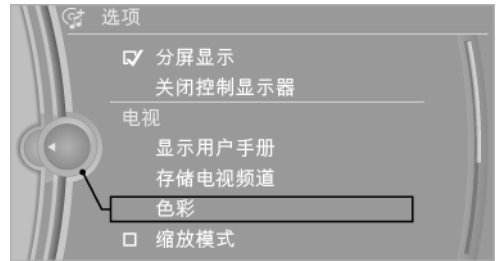 选项
分屏显示
关闭控制显示器
电视
显示用户手册
存储电视频道
色彩
缩放模式